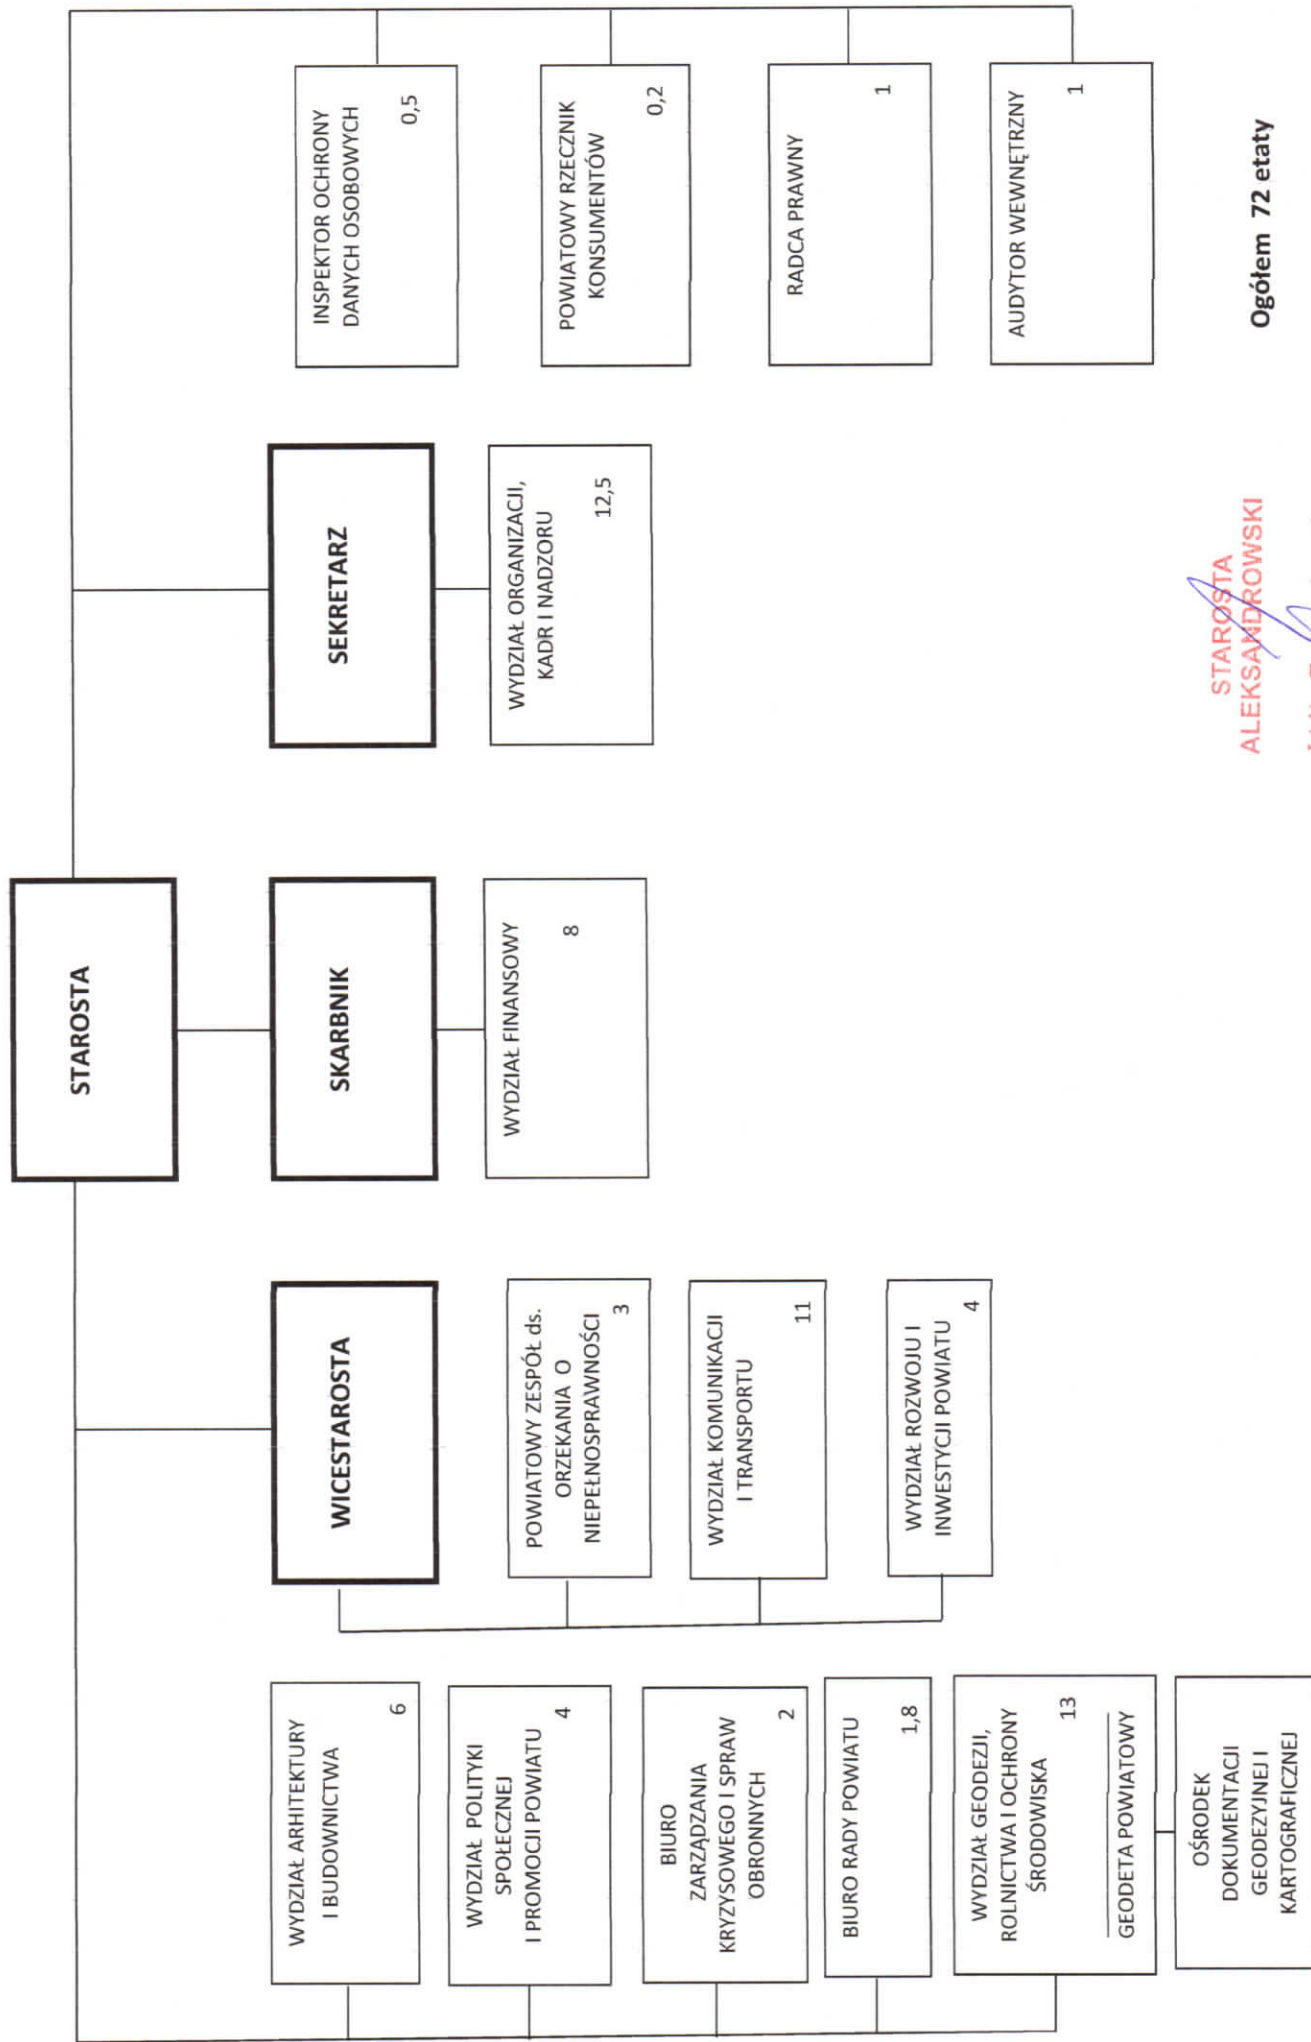 STAROSTA
WICESTAROSTA
SKARBNIK
SEKRETARZ
WYDZIAŁ ARHITEKTURY
I BUDOWNICTWA
6
WYDZIAŁ POLITYKI
SPOŁECZNEJ
I PROMOCJI POWIATU
4
BIURO
ZARZĄDZANIA
KRYZYSOWEGO I SPRAW
OBRONNYCH
2
BIURO RADY POWIATU
1,8
WYDZIAŁ GEODEZJI,
ROLNICTWA I OCHRONY
ŚRODOWISKA
13
GEODETA POWIATOWY
OŚRODEK
DOKUMENTACJI
GEODEZYJNEJ I
KARTOGRAFICZNEJ
POWIATOWY ZESPÓŁ ds.
ORZEKANIA O
NIEPEŁNOSPRAWNOŚCI
3
WYDZIAŁ KOMUNIKACJI
I TRANSPORTU
11
WYDZIAŁ ROZWOJU I
INWESTYCJI POWIATU
4
WYDZIAŁ FINANSOWY
8
WYDZIAŁ ORGANIZACJI,
KADR I NADZORU
12,5
INSPEKTOR OCHRONY
DANYCH OSOBOWYCH
0,5
POWIATOWY RZECZNIK
KONSUMENTÓW
0,2
RADCA PRAWNY
1
AUDYTOR WEWNĘTRZNY
1
STAROSTA
ALEKSANDROWSKI
Ogółem 72 etaty